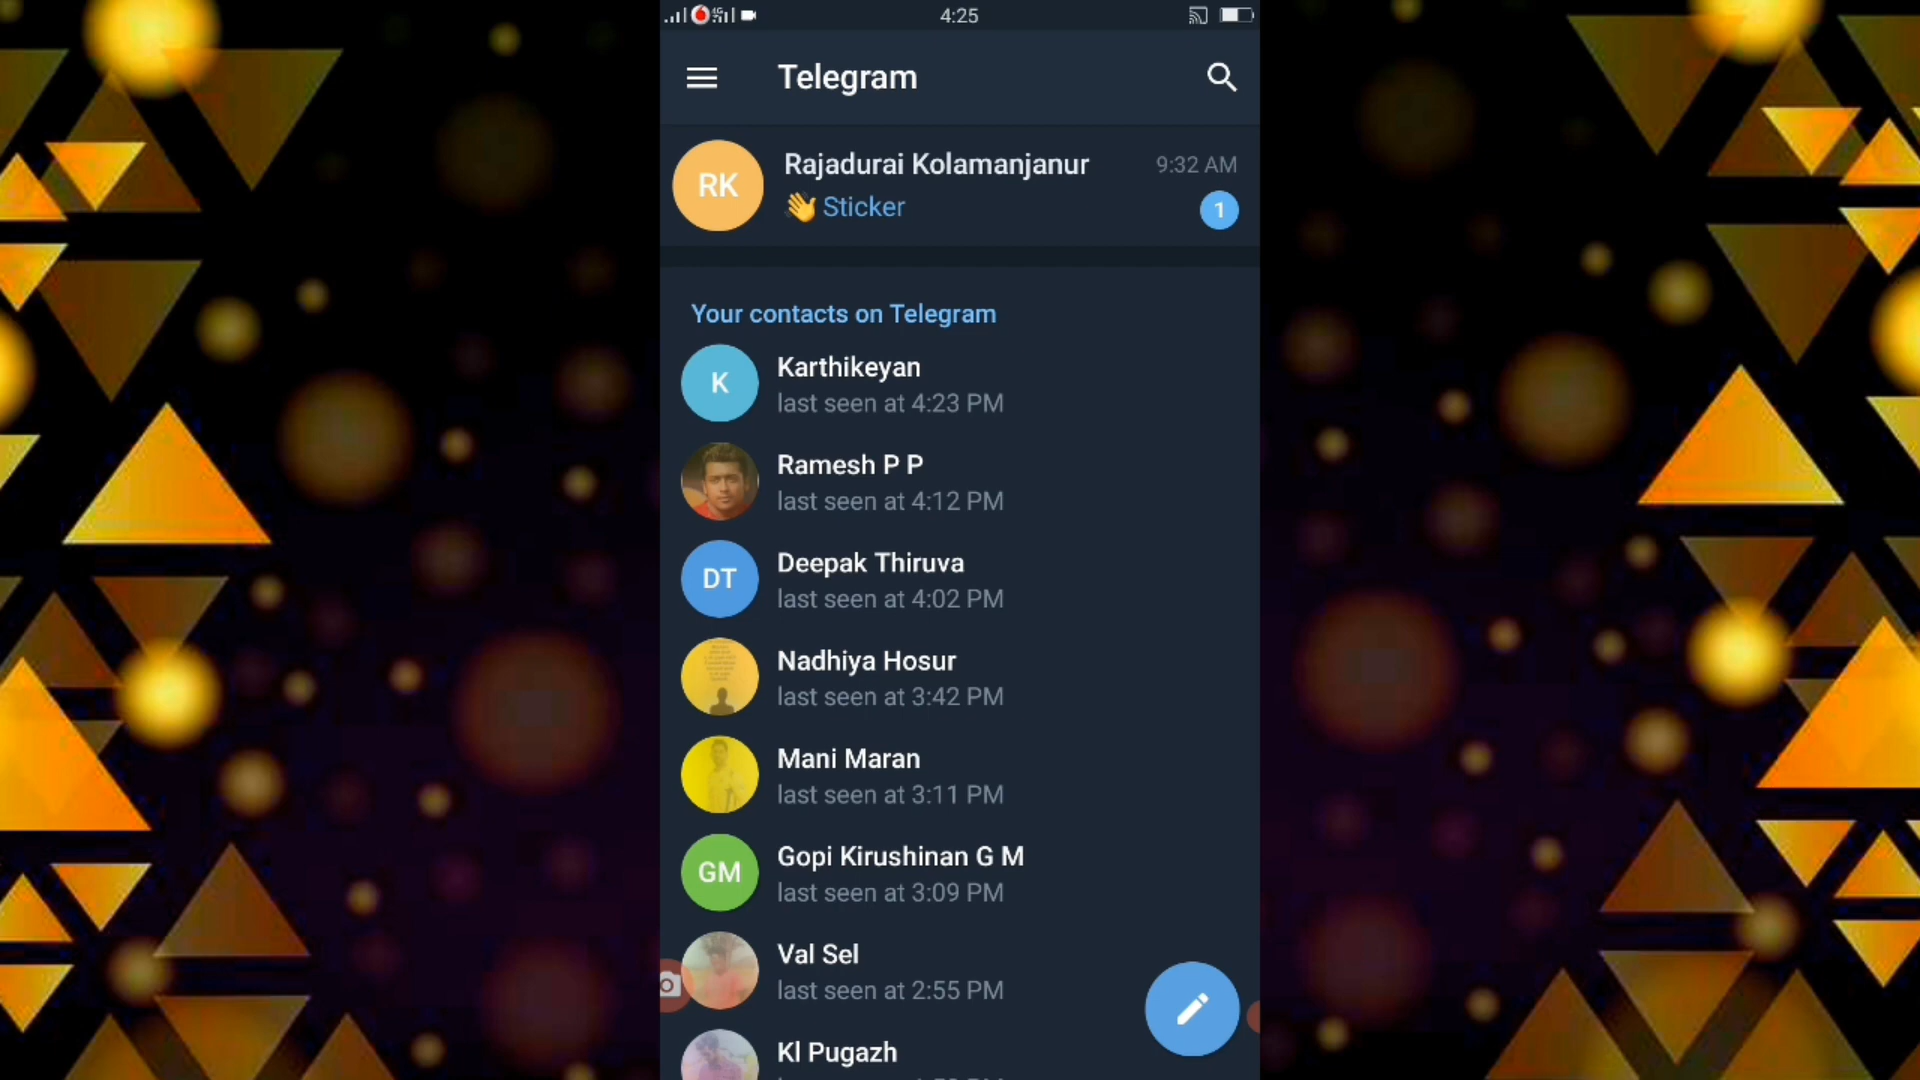 4G
4:25
Telegram
RK
Rajadurai Kolamanjanur
9:32 AM
👋 Sticker
1
Your contacts on Telegram
K
Karthikeyan
last seen at 4:23 PM
Ramesh P P
last seen at 4:12 PM
DT
Deepak Thiruva
last seen at 4:02 PM
Nadhiya Hosur
last seen at 3:42 PM
Mani Maran
last seen at 3:11 PM
GM
Gopi Kirushinan G M
last seen at 3:09 PM
Val Sel
last seen at 2:55 PM
Kl Pugazh